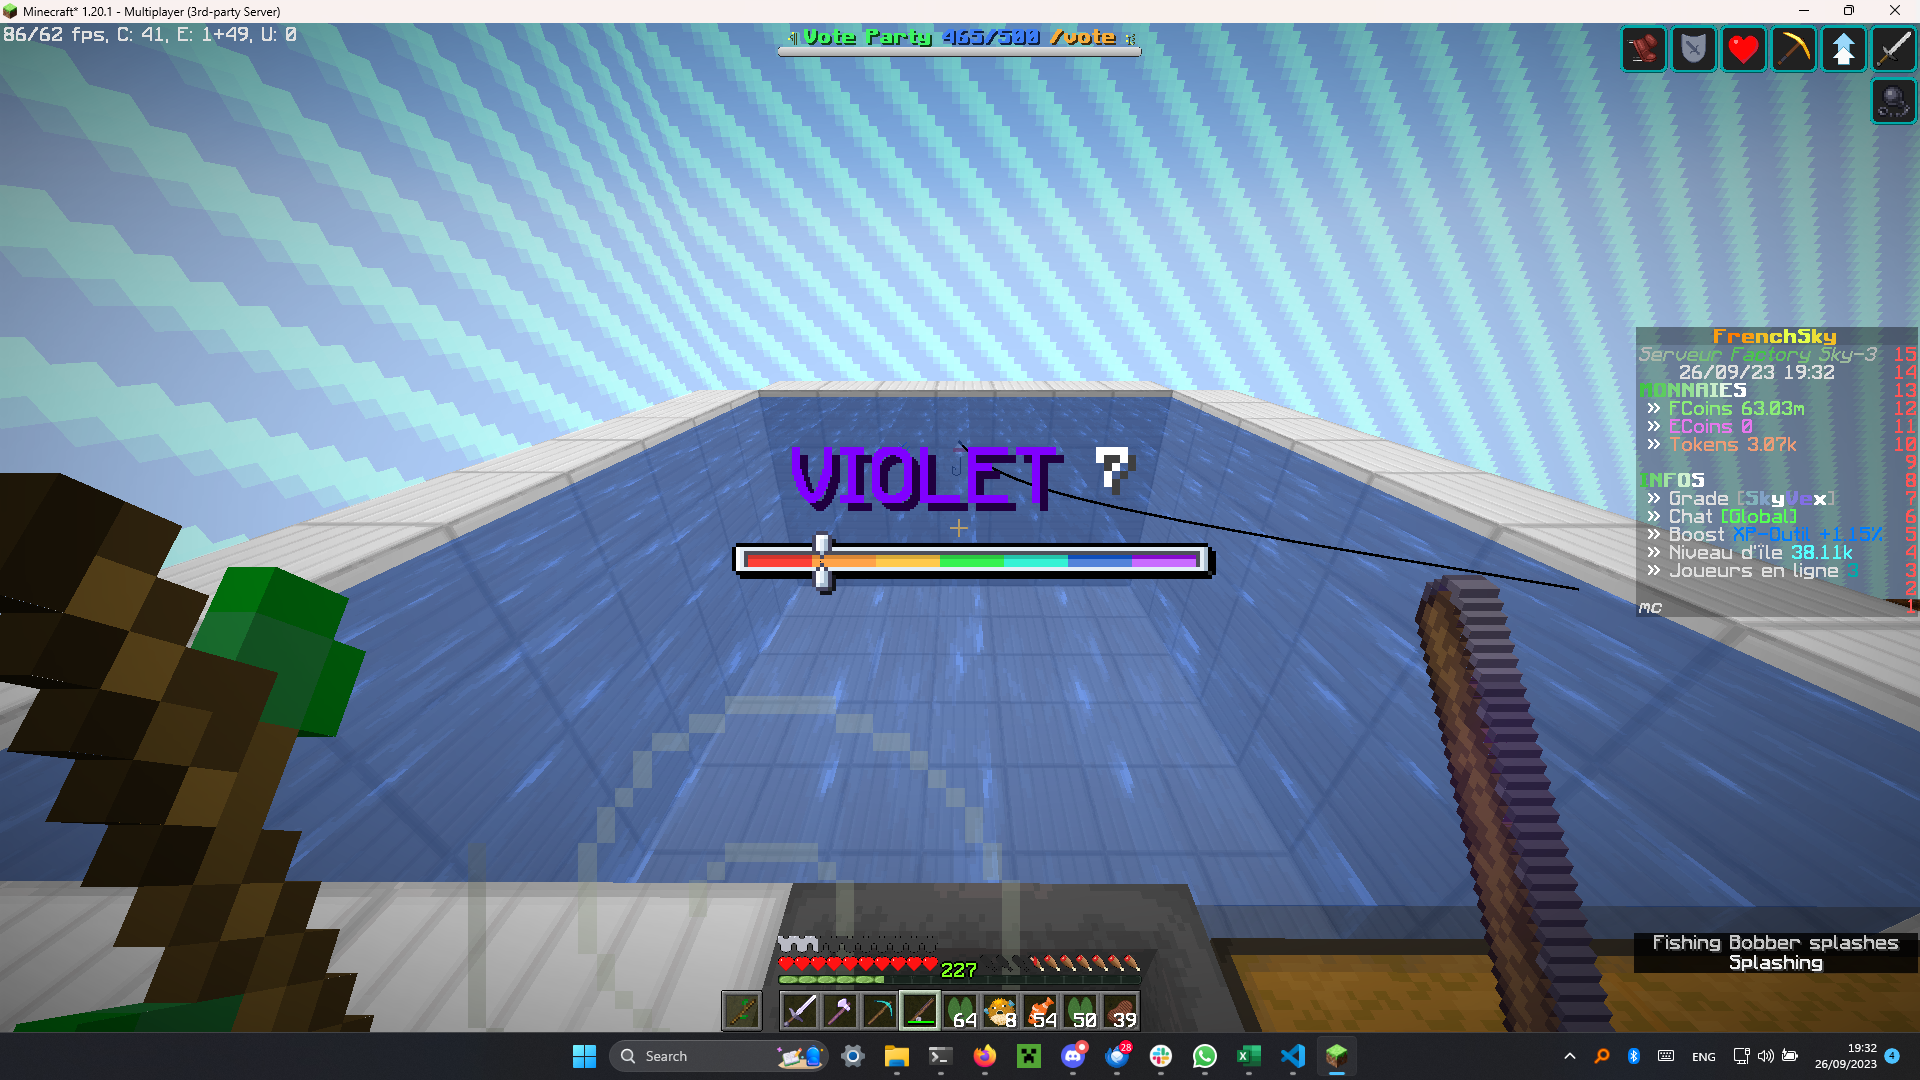 Minecraft* 1.20.1 - Multiplayer (3rd-party Server)
86/62 fps, C: 41, E: 1+49, U: 0
Vote Party 465/500 /vote
FrenchSky
Serveur Factory Sky-3 15
26/09/23 19:32 14
MONNAIES 13
» FCoins 63.03m 12
» ECoins 0 11
» Tokens 3.07k 10
9
INFOS 8
» Grade [SkyVex] 7
» Chat [Global] 6
» Boost XP-Outil +1.15% 5
» Niveau d'île 38.11k 4
» Joueurs en ligne 3 3
2
mc 1
VIOLET ?
Fishing Bobber splashes
Splashing
227
64 8 54 50 39
Search
28
ENG
19:32
26/09/2023
4